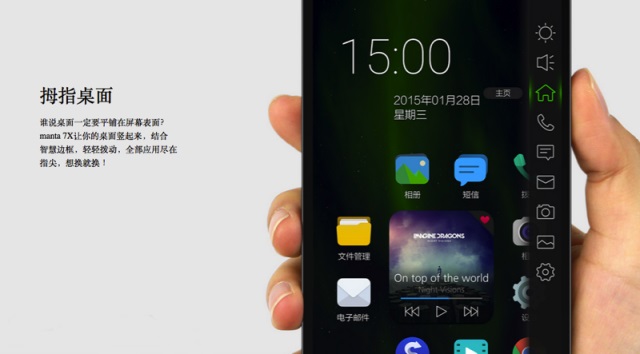 15:00
2015年01月28日
星期三
主页
拇指桌面
谁说桌面一定要平铺在屏幕表面?
manta 7X让你的桌面竖起来，结合
智慧边框，轻轻拨动，全部应用尽在
指尖，想换就换！
相册
短信
文件管理
IMAGINE DRAGONS
On top of the world
Night Visions
电子邮件